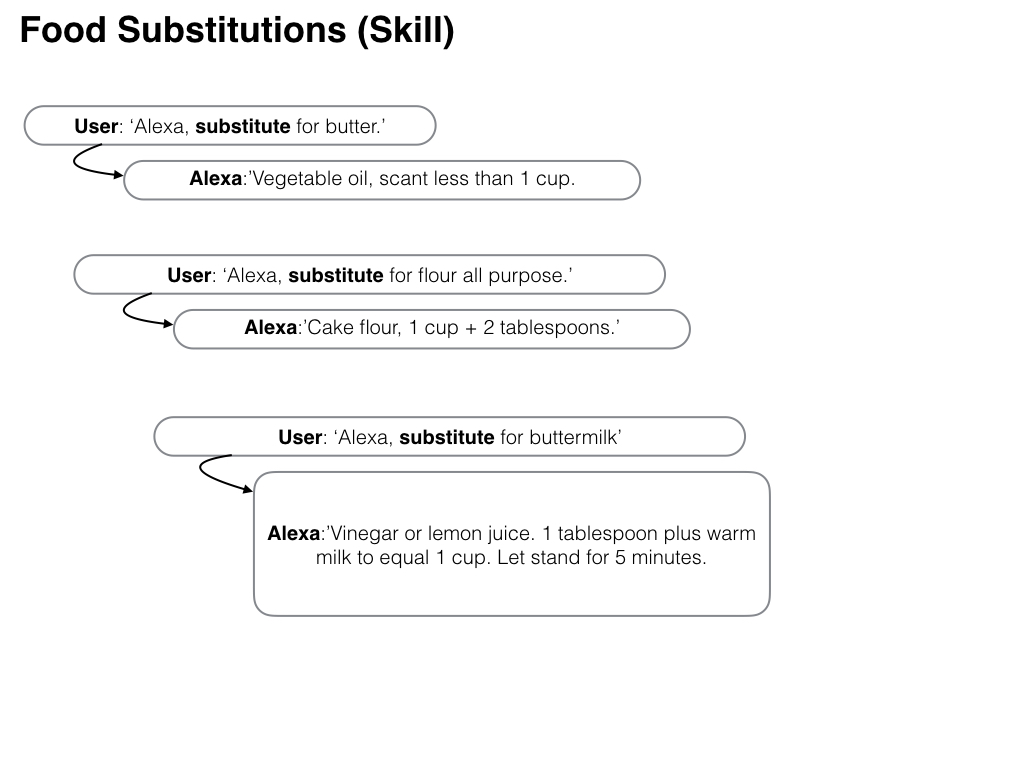 Food Substitutions (Skill)
User: ‘Alexa, substitute for butter.’
Alexa:’Vegetable oil, scant less than 1 cup.
User: ‘Alexa, substitute for flour all purpose.’
Alexa:’Cake flour, 1 cup + 2 tablespoons.’
User: ‘Alexa, substitute for buttermilk’
Alexa:’Vinegar or lemon juice. 1 tablespoon plus warm
milk to equal 1 cup. Let stand for 5 minutes.